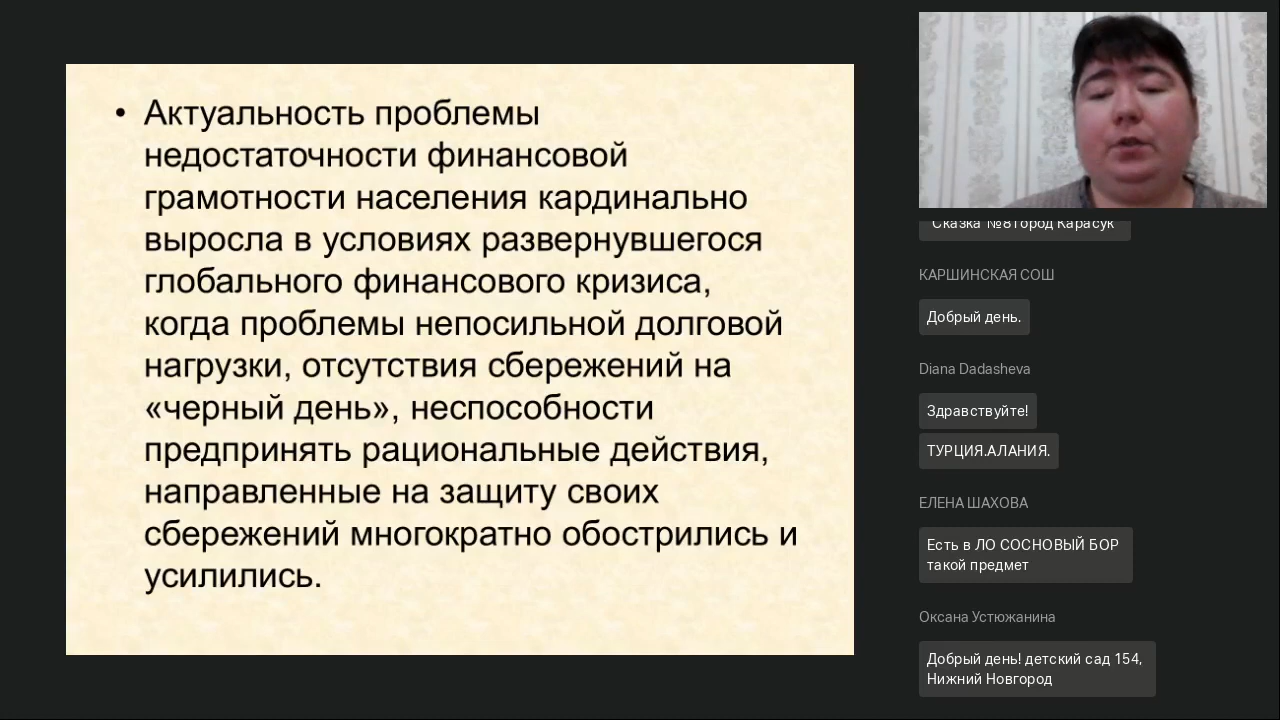 • Актуальность проблемы
недостаточности финансовой
грамотности населения кардинально
выросла в условиях развернувшегося
глобального финансового кризиса,
когда проблемы непосильной долговой
нагрузки, отсутствия сбережений на
«черный день», неспособности
предпринять рациональные действия,
направленные на защиту своих
сбережений многократно обострились и
усилились.
Сказка №8 город Карасук
КАРШИНСКАЯ СОШ
Добрый день.
Diana Dadasheva
Здравствуйте!
ТУРЦИЯ.АЛАНИЯ.
ЕЛЕНА ШАХОВА
Есть в ЛО СОСНОВЫЙ БОР
такой предмет
Оксана Устюжанина
Добрый день! детский сад 154,
Нижний Новгород